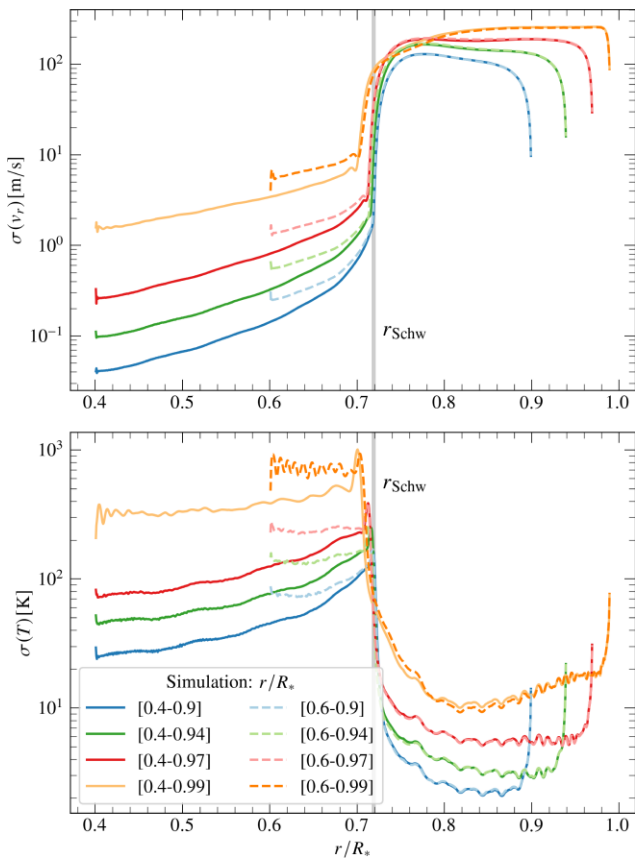 10²
10¹
10⁰
10⁻¹
σ(vᵣ)[m/s]
r_Schw
0.4 0.5 0.6 0.7 0.8 0.9 1.0
10³
10²
10¹
σ(T)[K]
r_Schw
Simulation: r/R_*
[0.4-0.9] [0.6-0.9]
[0.4-0.94] [0.6-0.94]
[0.4-0.97] [0.6-0.97]
[0.4-0.99] [0.6-0.99]
0.4 0.5 0.6 0.7 0.8 0.9 1.0
r/R_*